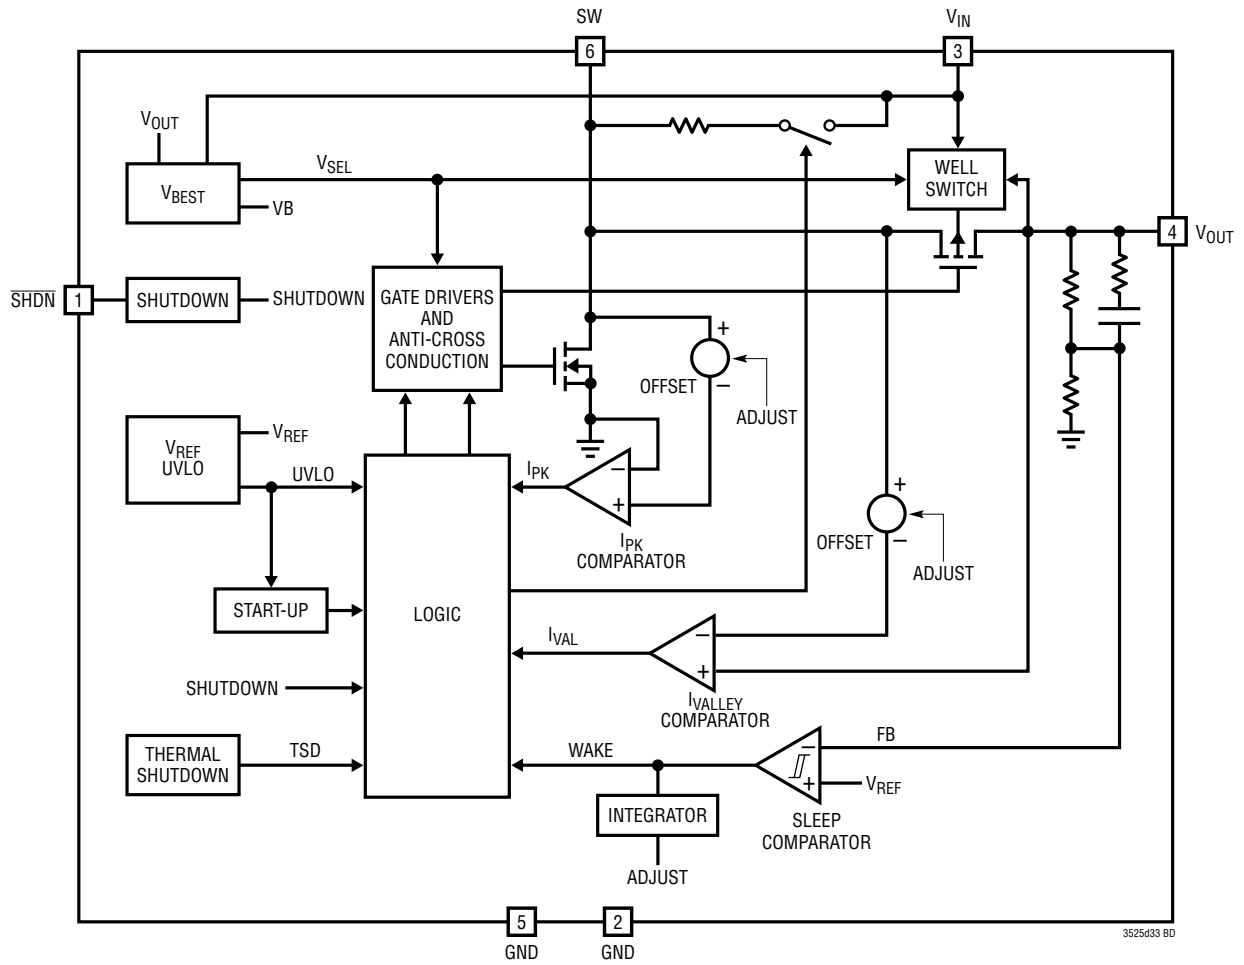 SW
VIN
6
3
VOUT
VBEST
VSEL
VB
WELL
SWITCH
4
VOUT
SHDN
1
SHUTDOWN
SHUTDOWN
GATE DRIVERS
AND
ANTI-CROSS
CONDUCTION
+
OFFSET
–
ADJUST
VREF
UVLO
VREF
UVLO
IPK
–
+
IPK
COMPARATOR
+
OFFSET
–
ADJUST
START-UP
LOGIC
IVAL
–
+
IVALLEY
COMPARATOR
SHUTDOWN
THERMAL
SHUTDOWN
TSD
WAKE
–
+
FB
VREF
SLEEP
COMPARATOR
INTEGRATOR
ADJUST
5
2
GND
GND
3525d33 BD